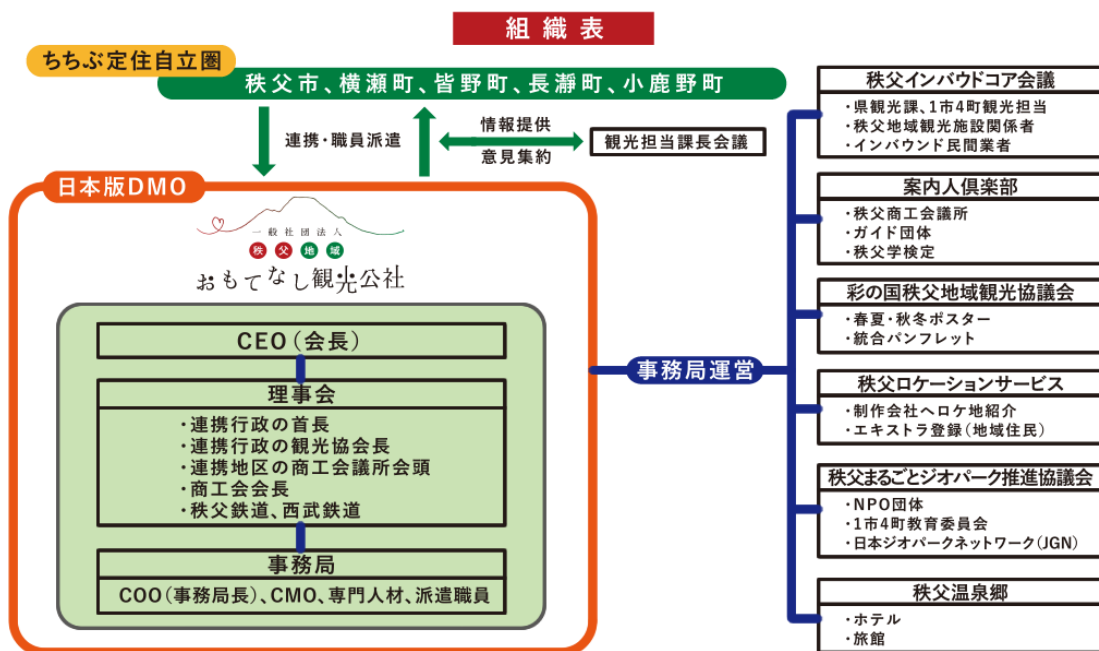 組織表
ちちぶ定住自立圏
秩父市、横瀬町、皆野町、長瀞町、小鹿野町
連携・職員派遣
情報提供
意見集約
観光担当課長会議
日本版DMO
一般社団法人
秩父地域
おもてなし観光公社
CEO(会長)
理事会
・連携行政の首長
・連携行政の観光協会長
・連携地区の商工会議所会頭
・商工会会長
・秩父鉄道、西武鉄道
事務局
COO(事務局長)、CMO、専門人材、派遣職員
事務局運営
秩父インバウドコア会議
・県観光課、1市4町観光担当
・秩父地域観光施設関係者
・インバウンド民間業者
案内人倶楽部
・秩父商工会議所
・ガイド団体
・秩父学検定
彩の国秩父地域観光協議会
・春夏・秋冬ポスター
・統合パンフレット
秩父ロケーションサービス
・制作会社へロケ地紹介
・エキストラ登録(地域住民)
秩父まるごとジオパーク推進協議会
・NPO団体
・1市4町教育委員会
・日本ジオパークネットワーク(JGN)
秩父温泉郷
・ホテル
・旅館